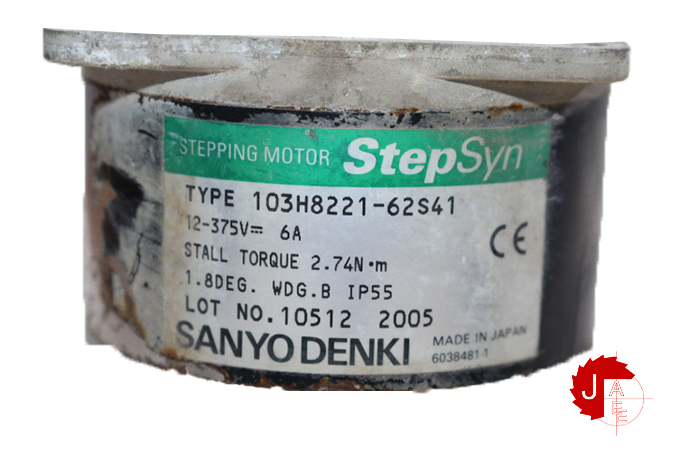 STEPPING MOTOR StepSyn
TYPE 103H8221-62S41
12-375V⎓ 6A
STALL TORQUE 2.74N·m
1.8DEG. WDG.B IP55
LOT NO.10512 2005
SANYO DENKI
MADE IN JAPAN
6038481-1
CE
J
A
E
E